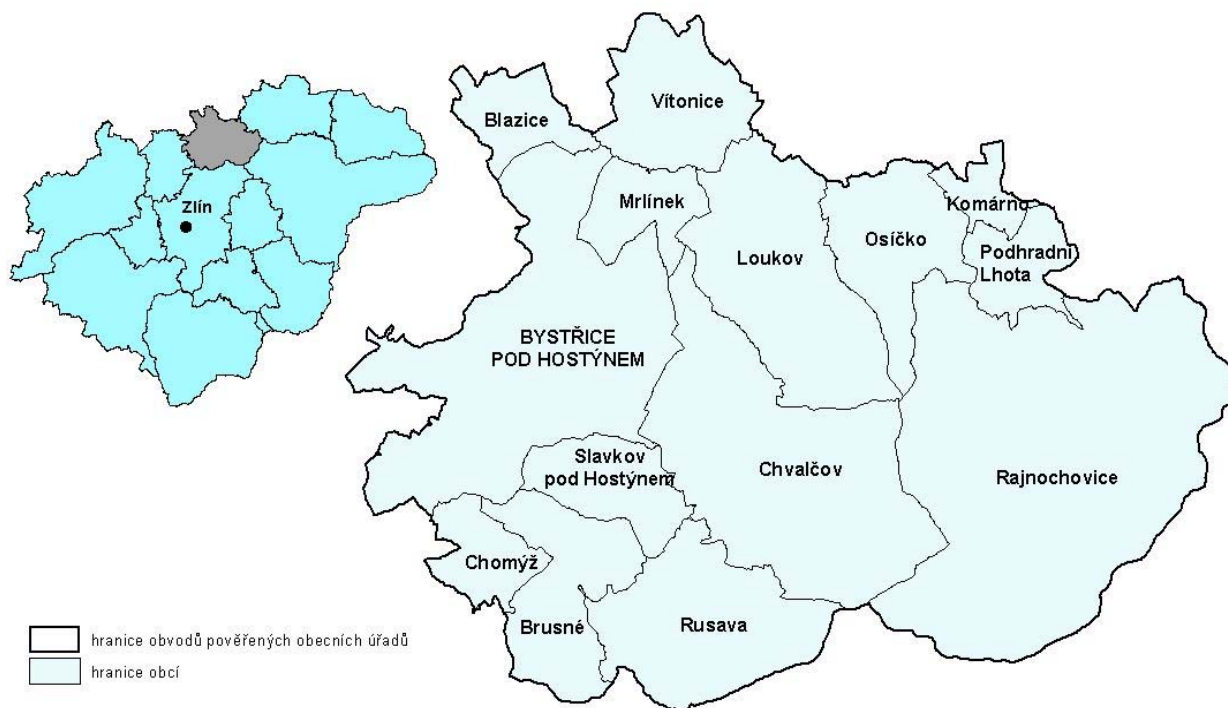 Zlín
Vítonice
Blazice
Mrlínek
Komárno
Osíčko
Loukov
Podhradní
Lhota
BYSTŘICE
POD HOSTÝNEM
Slavkov
pod Hostýnem
Chvalčov
Rajnochovice
Chomýž
Brusné
Rusava
hranice obvodů pověřených obecních úřadů
hranice obcí